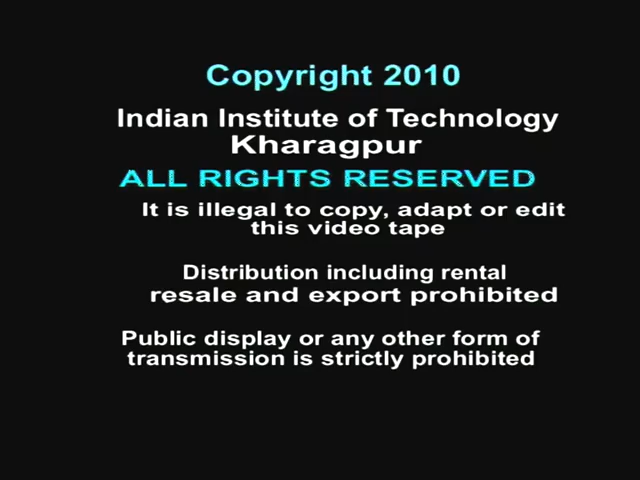 Copyright 2010
Indian Institute of Technology
Kharagpur
ALL RIGHTS RESERVED
It is illegal to copy, adapt or edit
this video tape
Distribution including rental
resale and export prohibited
Public display or any other form of
transmission is strictly prohibited